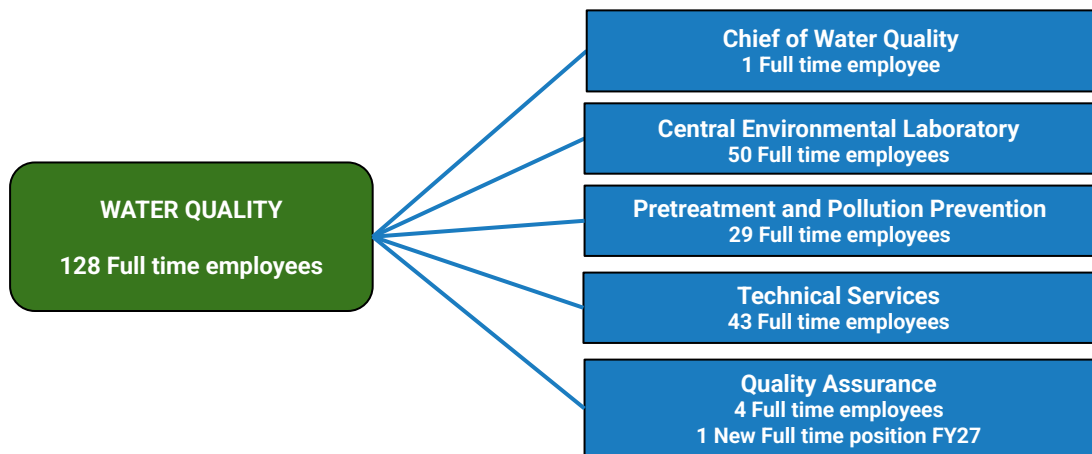 WATER QUALITY
128 Full time employees
Chief of Water Quality
1 Full time employee
Central Environmental Laboratory
50 Full time employees
Pretreatment and Pollution Prevention
29 Full time employees
Technical Services
43 Full time employees
Quality Assurance
4 Full time employees
1 New Full time position FY27